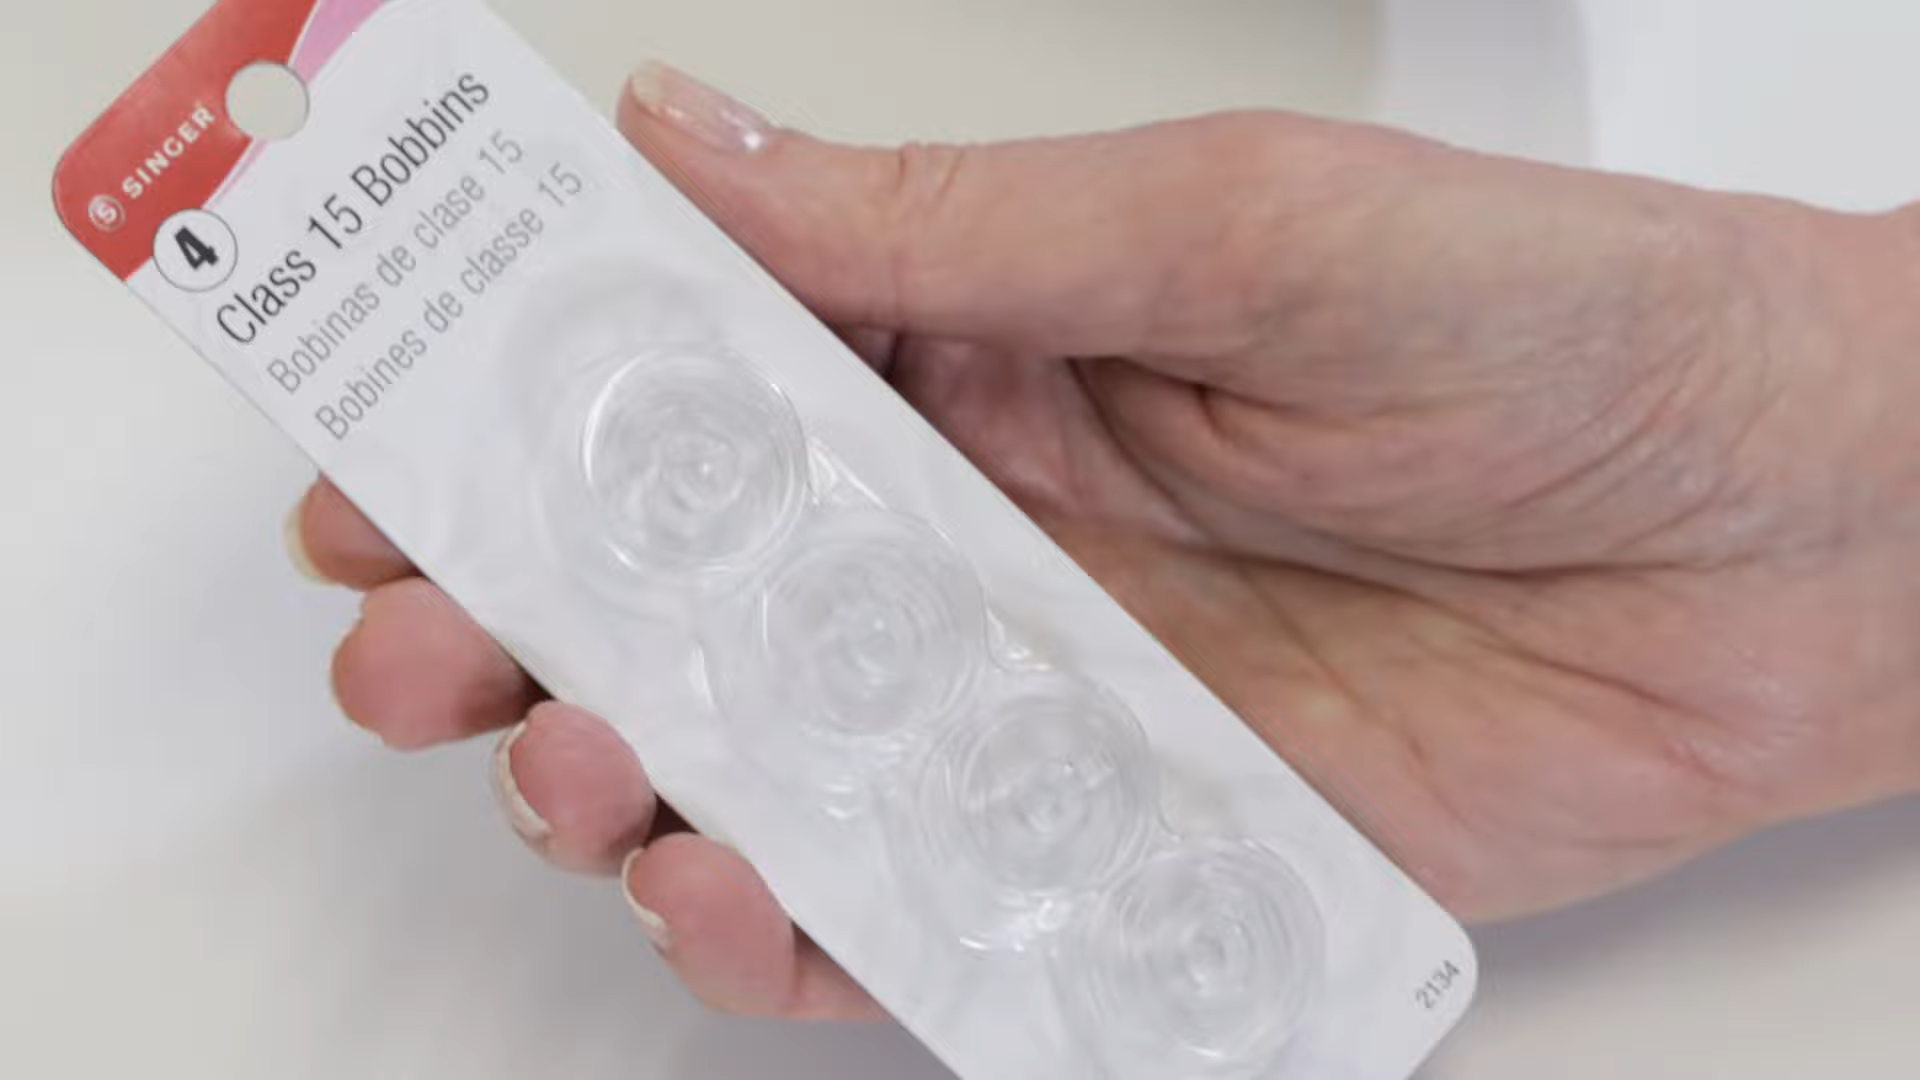 SINGER
4
Class 15 Bobbins
Bobinas de clase 15
Bobines de classe 15
2134